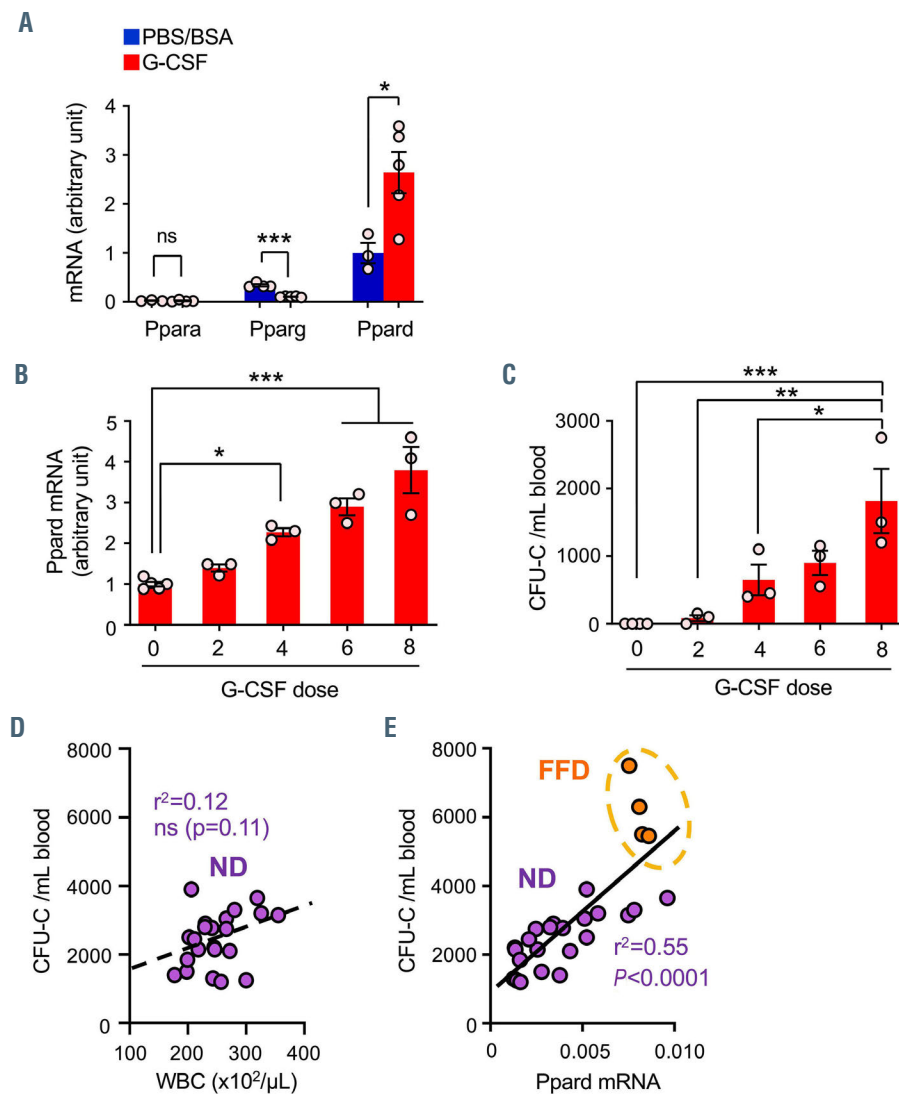 A
PBS/BSA
G-CSF
mRNA (arbitrary unit)
4
3
2
1
0
ns
***
*
Ppara
Pparg
Ppard
B
Ppard mRNA
(arbitrary unit)
5
4
3
2
1
0
***
*
0 2 4 6 8
G-CSF dose
C
CFU-C /mL blood
3000
2000
1000
0
***
**
*
0 2 4 6 8
G-CSF dose
D
CFU-C /mL blood
8000
6000
4000
2000
0
r²=0.12
ns (p=0.11)
ND
100 200 300 400
WBC (x10²/µL)
E
CFU-C /mL blood
8000
6000
4000
2000
0
FFD
ND
r²=0.55
P<0.0001
0 0.005 0.010
Ppard mRNA